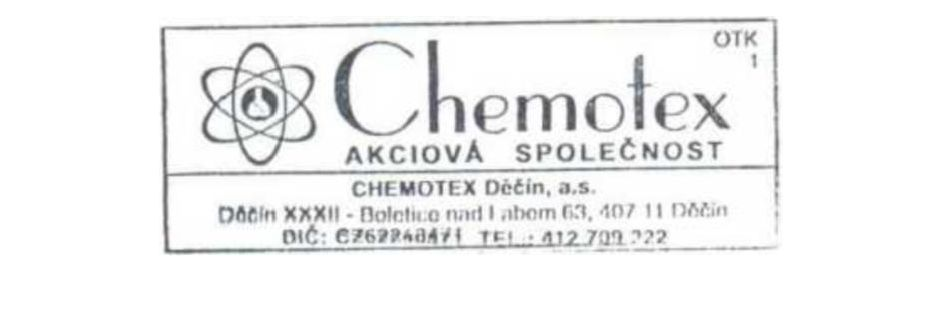 OTK
1
Chemotex
AKCIOVÁ SPOLEČNOST
CHEMOTEX Děčín, a.s.
Děčín XXXII - Boletice nad Labem 63, 407 11 Děčín
DIČ: TEL.: 412 709 222